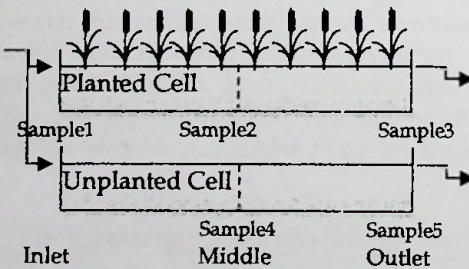 Planted Cell
Sample1 Sample2 Sample3
Unplanted Cell
Sample4 Sample5
Inlet Middle Outlet